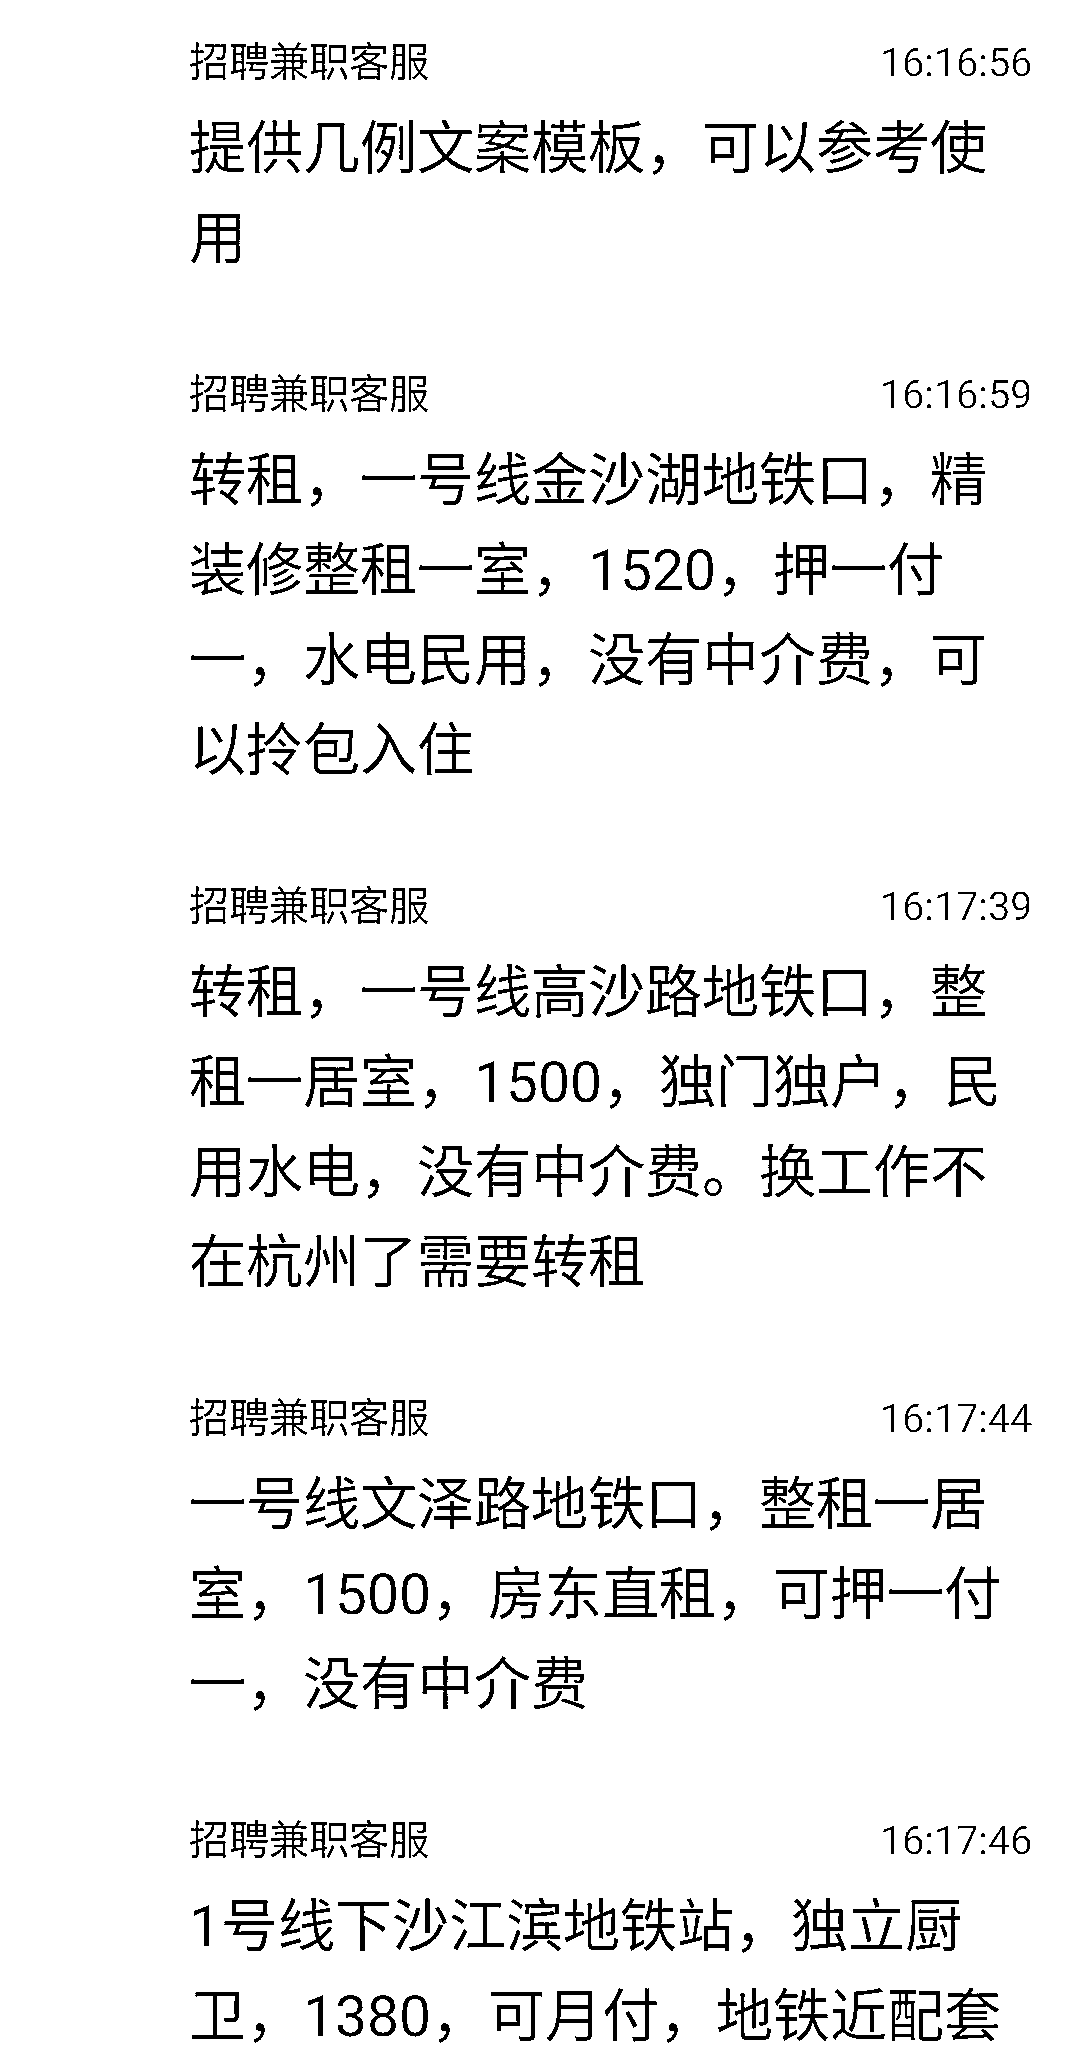 招聘兼职客服 16:16:56
提供几例文案模板，可以参考使
用
招聘兼职客服 16:16:59
转租，一号线金沙湖地铁口，精
装修整租一室，1520，押一付
一，水电民用，没有中介费，可
以拎包入住
招聘兼职客服 16:17:39
转租，一号线高沙路地铁口，整
租一居室，1500，独门独户，民
用水电，没有中介费。换工作不
在杭州了需要转租
招聘兼职客服 16:17:44
一号线文泽路地铁口，整租一居
室，1500，房东直租，可押一付
一，没有中介费
招聘兼职客服 16:17:46
1号线下沙江滨地铁站，独立厨
卫，1380，可月付，地铁近配套